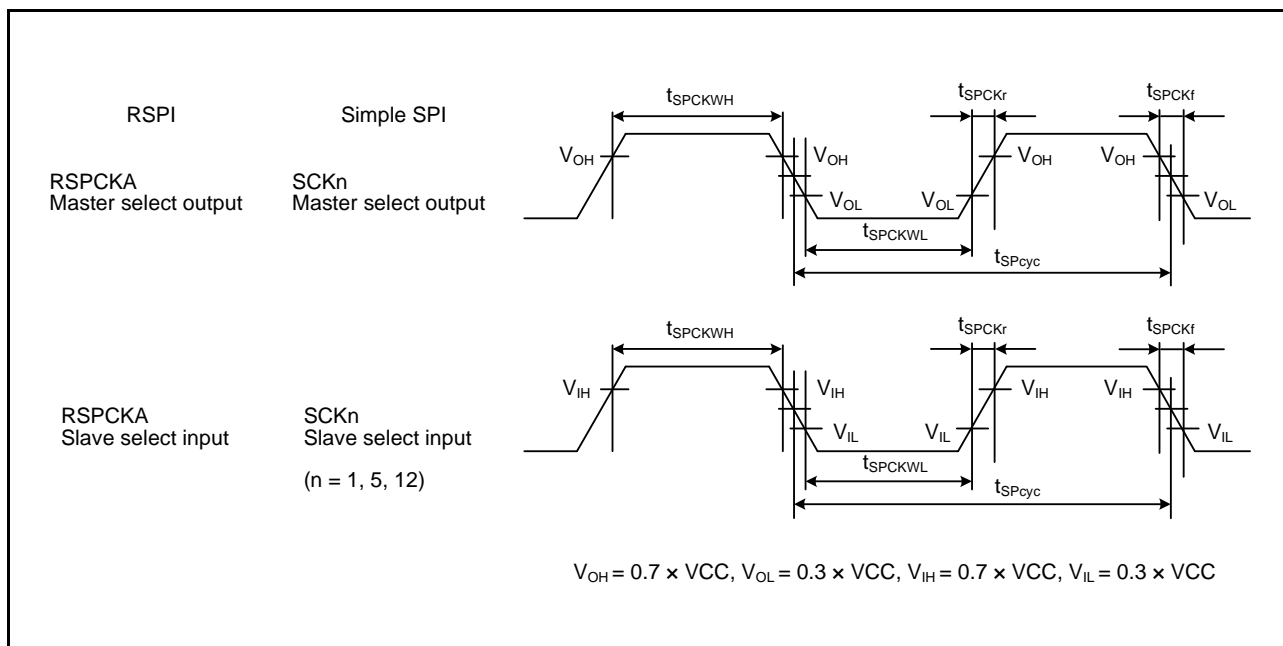 RSPI
Simple SPI
tSPCKWH
tSPCKr
tSPCKf
VOH
VOH
VOH
VOH
RSPCKA
Master select output
SCKn
Master select output
VOL
VOL
VOL
tSPCKWL
tSPcyc
tSPCKWH
tSPCKr
tSPCKf
VIH
VIH
VIH
VIH
RSPCKA
Slave select input
SCKn
Slave select input
VIL
VIL
VIL
(n = 1, 5, 12)
tSPCKWL
tSPcyc
VOH = 0.7 × VCC, VOL = 0.3 × VCC, VIH = 0.7 × VCC, VIL = 0.3 × VCC